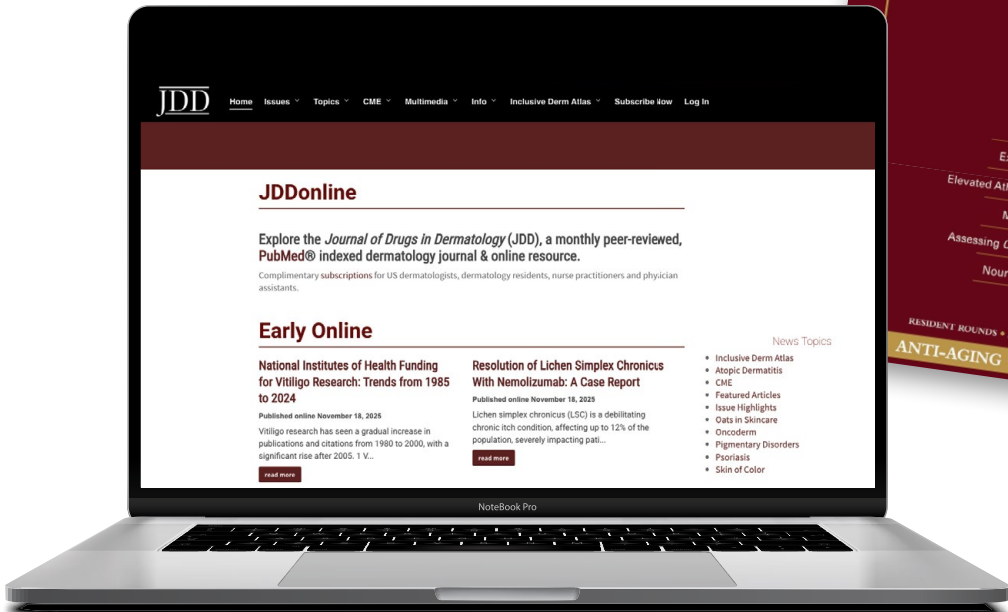 JDD
Home Issues Topics CME Multimedia Info Inclusive Derm Atlas Subscribe Now Log In
JDDonline
Explore the Journal of Drugs in Dermatology (JDD), a monthly peer-reviewed,
PubMed® indexed dermatology journal & online resource.
Complimentary subscriptions for US dermatologists, dermatology residents, nurse practitioners and physician
assistants.
Early Online
National Institutes of Health Funding
for Vitiligo Research: Trends from 1985
to 2024
Published online November 18, 2025
Vitiligo research has seen a gradual increase in
publications and citations from 1980 to 2000, with a
significant rise after 2005. 1 V...
read more
Resolution of Lichen Simplex Chronicus
With Nemolizumab: A Case Report
Published online November 18, 2025
Lichen simplex chronicus (LSC) is a debilitating
chronic itch condition, affecting up to 12% of the
population, severely impacting pati...
read more
News Topics
Inclusive Derm Atlas
Atopic Dermatitis
CME
Featured Articles
Issue Highlights
Oats in Skincare
Oncoderm
Pigmentary Disorders
Psoriasis
Skin of Color
NoteBook Pro
Elevated
Assessing
RESIDENT ROUNDS •
ANTI-AGING